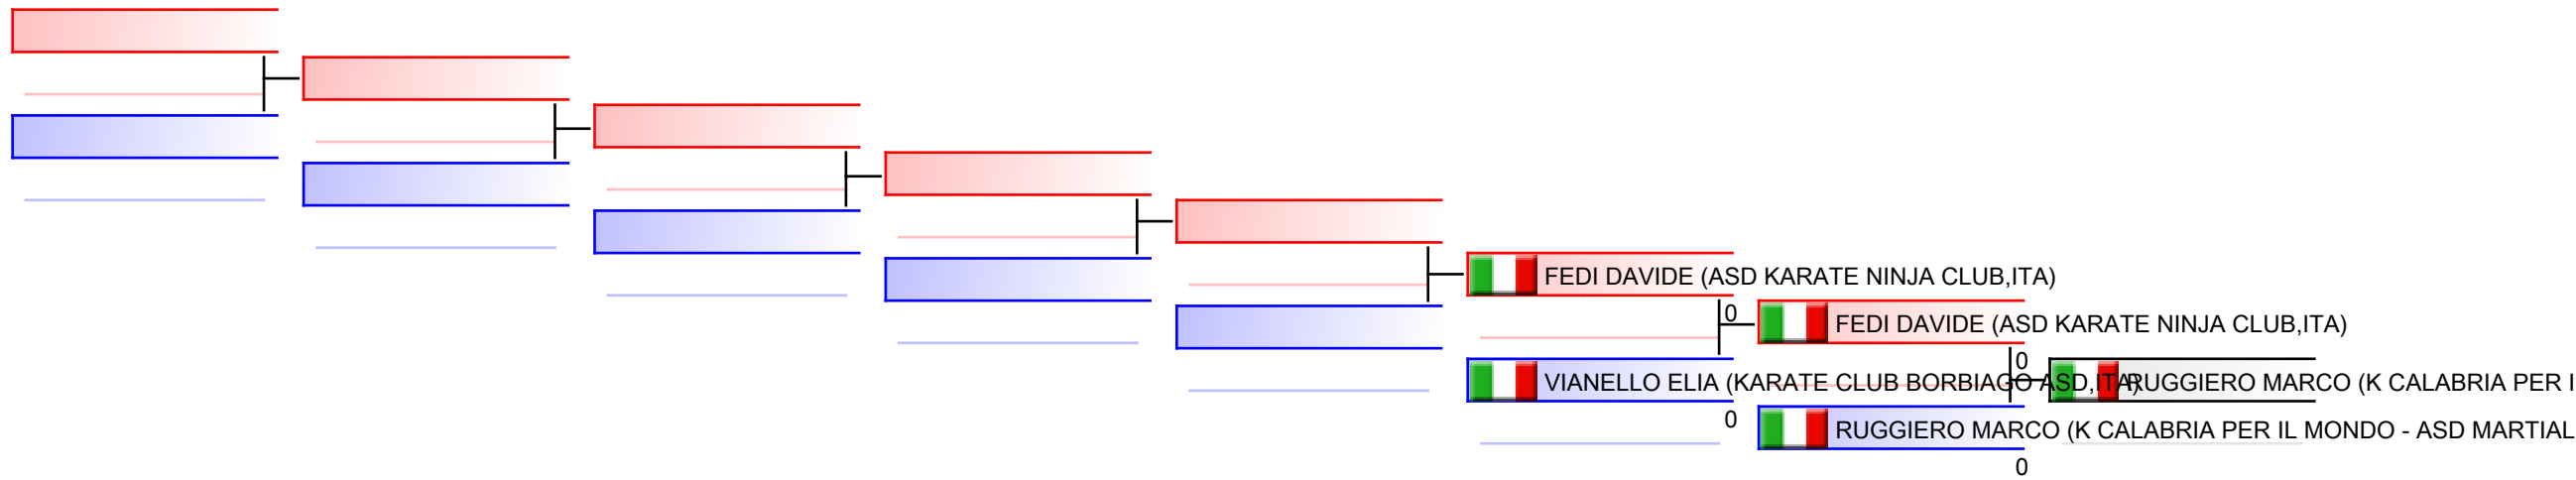 FEDI DAVIDE (ASD KARATE NINJA CLUB,ITA)
0
FEDI DAVIDE (ASD KARATE NINJA CLUB,ITA)
0
VIANELLO ELIA (KARATE CLUB BORBIAGO ASD,ITA)
RUGGIERO MARCO (K CALABRIA PER I
0
RUGGIERO MARCO (K CALABRIA PER IL MONDO - ASD MARTIAL
0